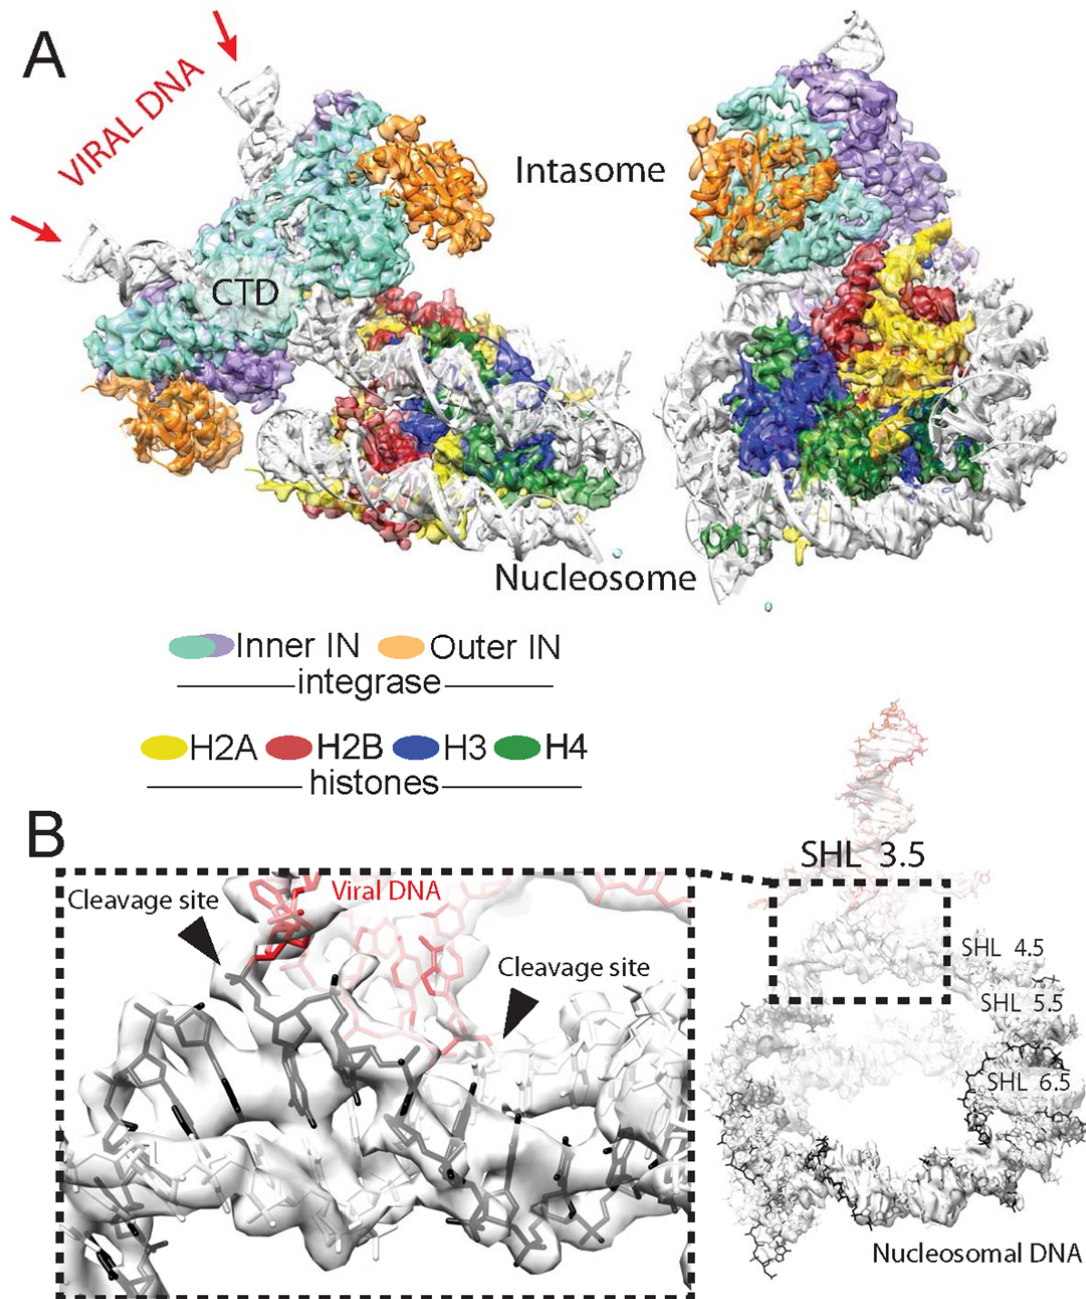 A
VIRAL DNA
Intasome
CTD
Nucleosome
Inner IN Outer IN
integrase
H2A H2B H3 H4
histones
B
SHL 3.5
Cleavage site
Viral DNA
Cleavage site
SHL 4.5
SHL 5.5
SHL 6.5
Nucleosomal DNA